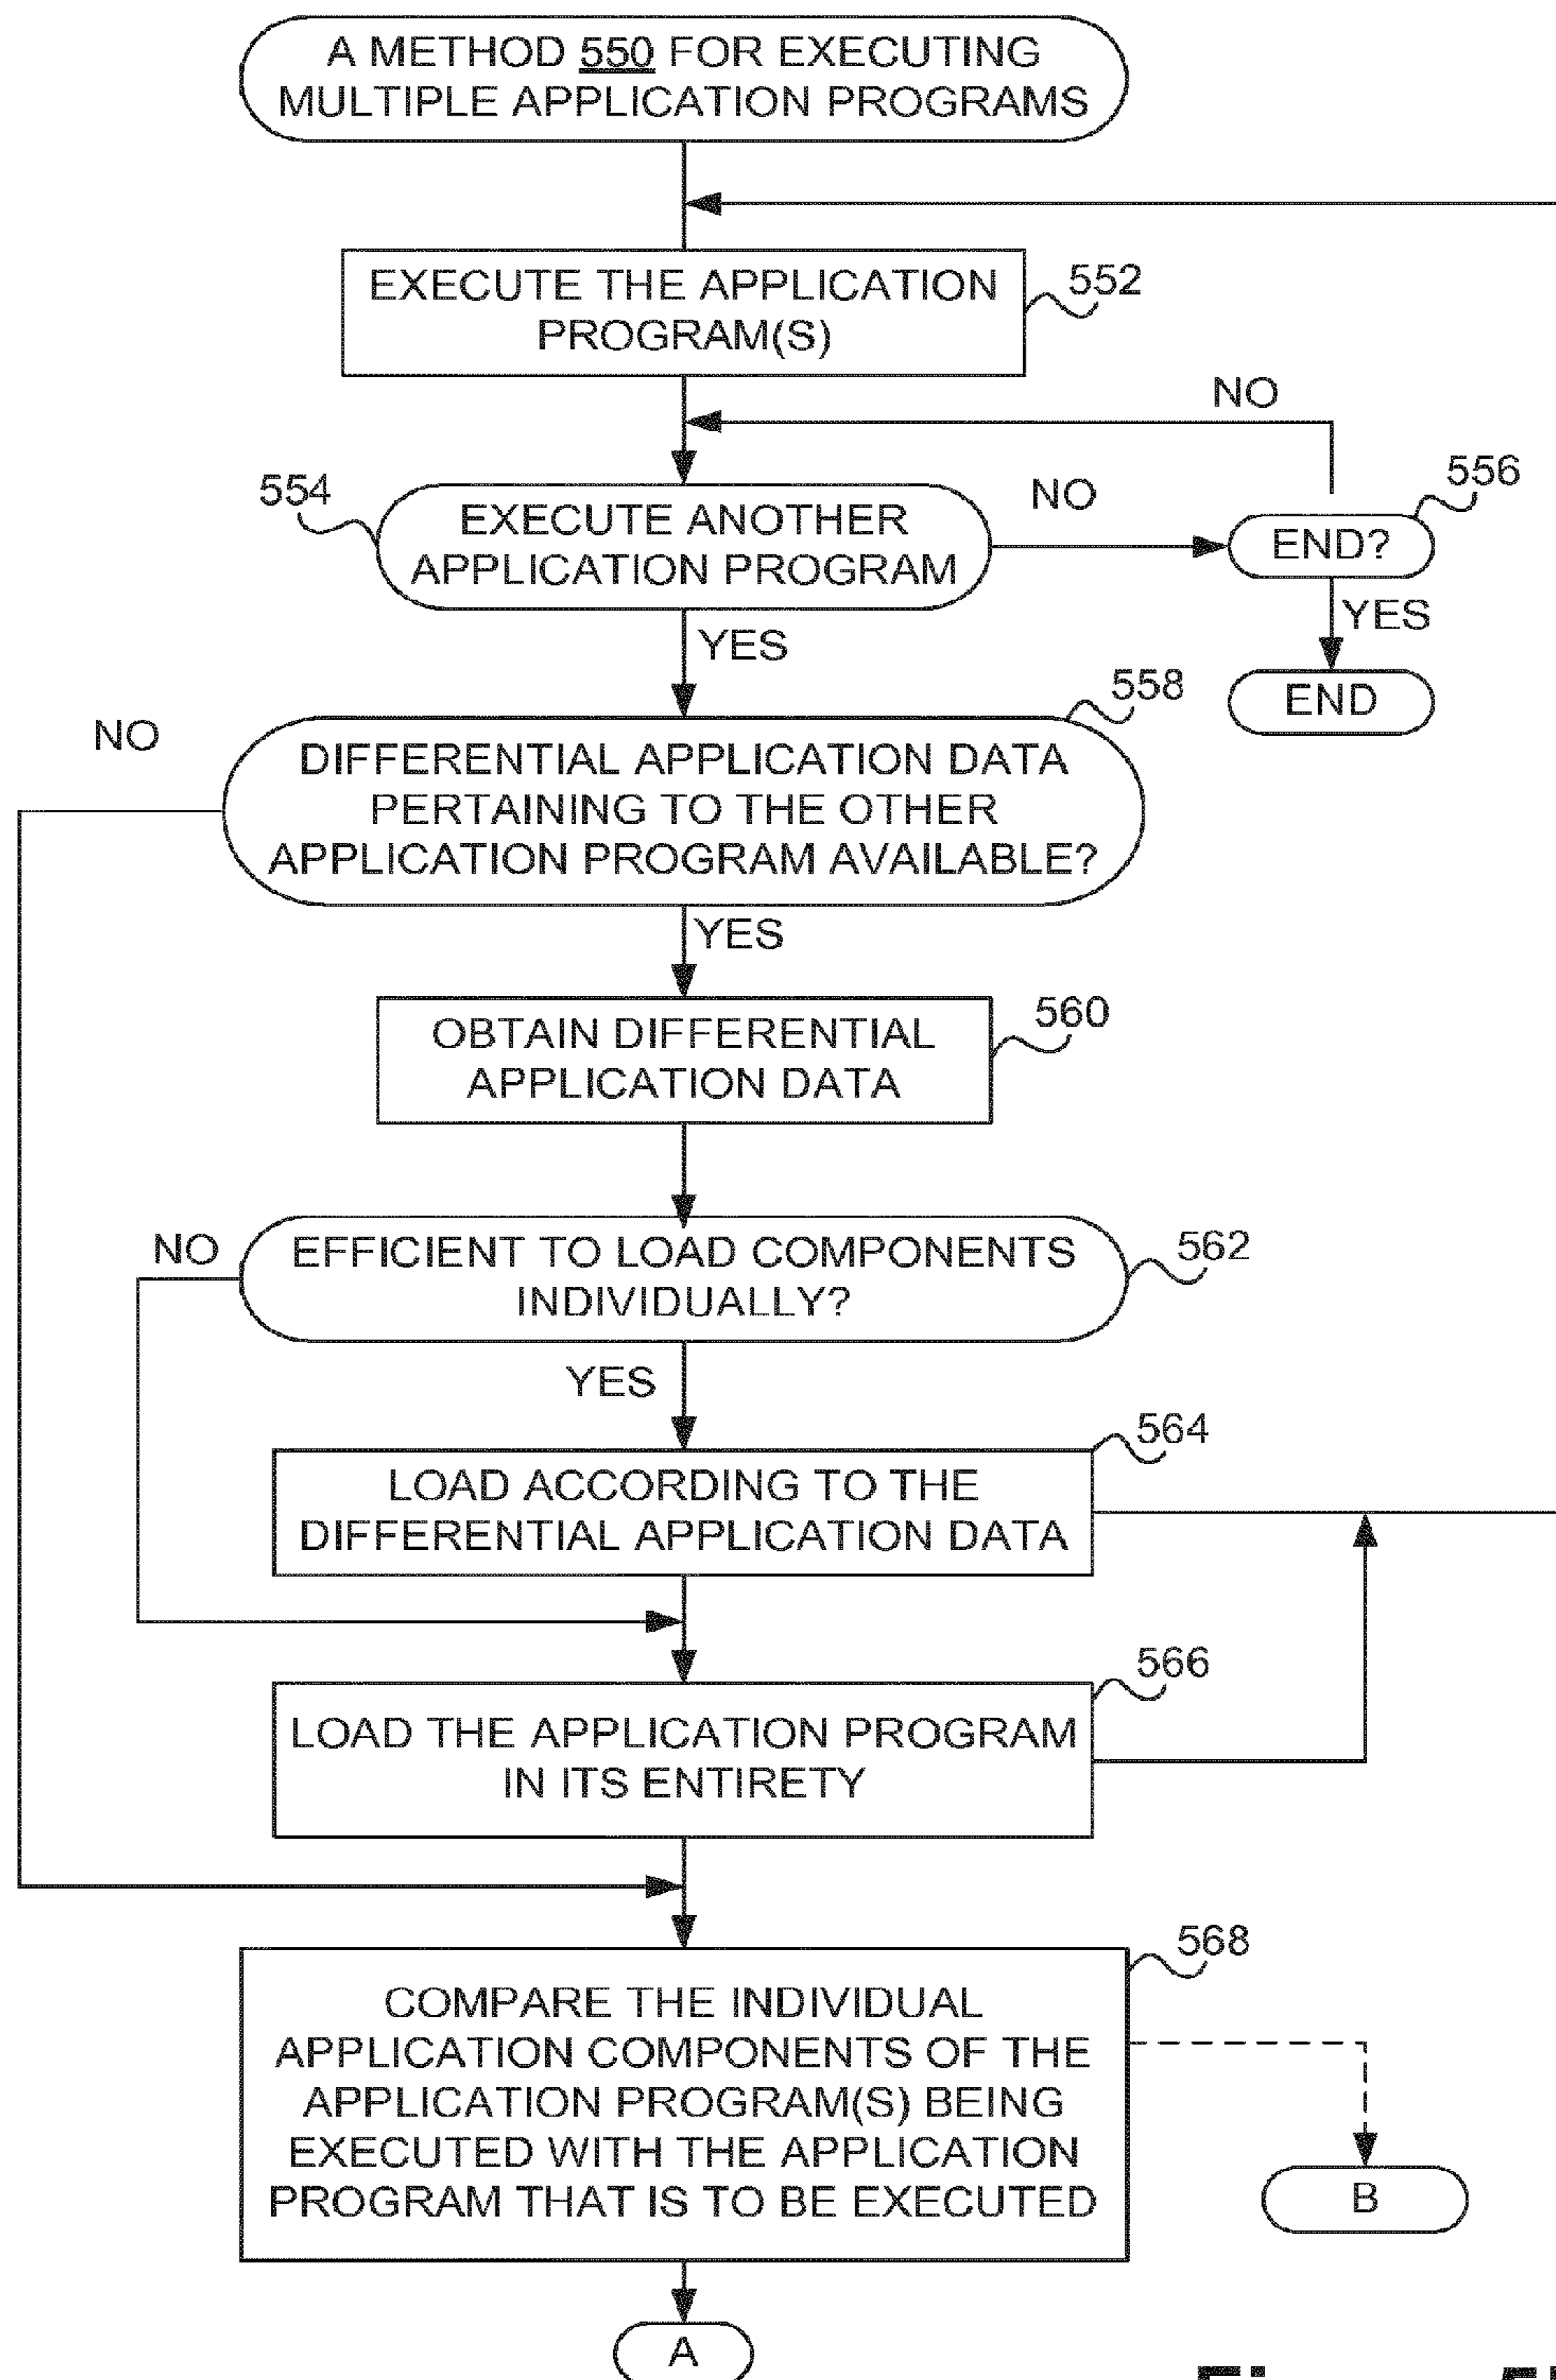 A METHOD 550 FOR EXECUTING
MULTIPLE APPLICATION PROGRAMS
EXECUTE THE APPLICATION
PROGRAM(S)
552
NO
554
EXECUTE ANOTHER
APPLICATION PROGRAM
NO
556
END?
YES
END
YES
558
NO
DIFFERENTIAL APPLICATION DATA
PERTAINING TO THE OTHER
APPLICATION PROGRAM AVAILABLE?
YES
560
OBTAIN DIFFERENTIAL
APPLICATION DATA
NO
EFFICIENT TO LOAD COMPONENTS
INDIVIDUALLY?
562
YES
564
LOAD ACCORDING TO THE
DIFFERENTIAL APPLICATION DATA
566
LOAD THE APPLICATION PROGRAM
IN ITS ENTIRETY
568
COMPARE THE INDIVIDUAL
APPLICATION COMPONENTS OF THE
APPLICATION PROGRAM(S) BEING
EXECUTED WITH THE APPLICATION
PROGRAM THAT IS TO BE EXECUTED
B
A